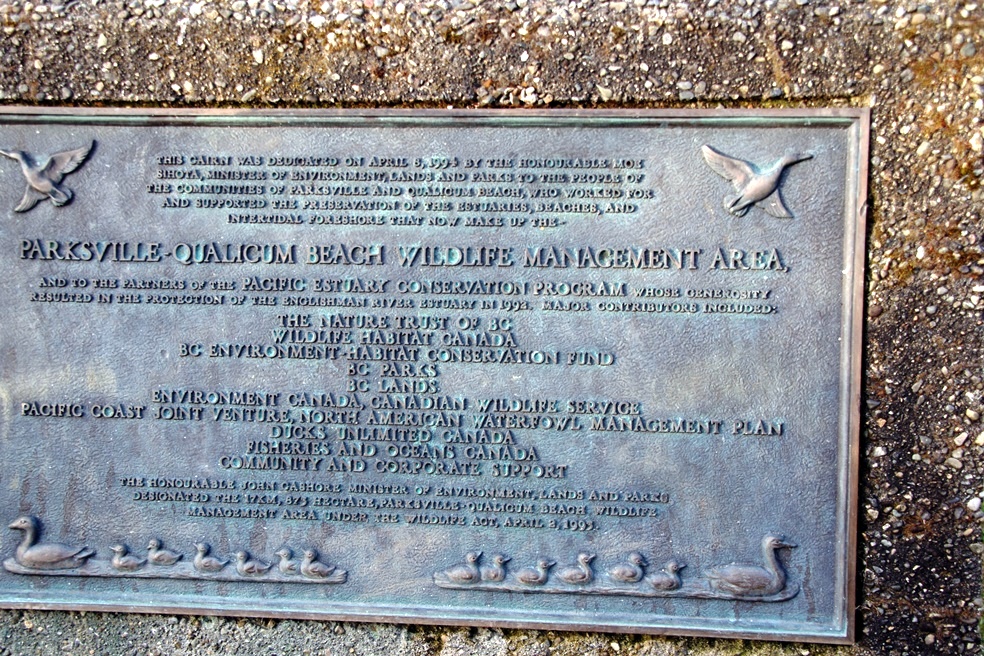 THIS CAIRN WAS DEDICATED ON APRIL 8, 1994 BY THE HONOURABLE MOE
SIHOTA, MINISTER OF ENVIRONMENT, LANDS AND PARKS TO THE PEOPLE OF
THE COMMUNITIES OF PARKSVILLE AND QUALICUM BEACH, WHO WORKED FOR
AND SUPPORTED THE PRESERVATION OF THE ESTUARIES, BEACHES, AND
INTERTIDAL FORESHORE THAT NOW MAKE UP THE-
PARKSVILLE-QUALICUM BEACH WILDLIFE MANAGEMENT AREA,
AND TO THE PARTNERS OF THE PACIFIC ESTUARY CONSERVATION PROGRAM WHOSE GENEROSITY
RESULTED IN THE PROTECTION OF THE ENGLISHMAN RIVER ESTUARY IN 1992. MAJOR CONTRIBUTORS INCLUDED:
THE NATURE TRUST OF BC
WILDLIFE HABITAT CANADA
BC ENVIRONMENT-HABITAT CONSERVATION FUND
BC PARKS
BC LANDS
ENVIRONMENT CANADA, CANADIAN WILDLIFE SERVICE
PACIFIC COAST JOINT VENTURE, NORTH AMERICAN WATERFOWL MANAGEMENT PLAN
DUCKS UNLIMITED CANADA
FISHERIES AND OCEANS CANADA
COMMUNITY AND CORPORATE SUPPORT
THE HONOURABLE JOHN CASHORE MINISTER OF ENVIRONMENT, LANDS AND PARKS
DESIGNATED THE 17KM, 873 HECTARE, PARKSVILLE-QUALICUM BEACH WILDLIFE
MANAGEMENT AREA UNDER THE WILDLIFE ACT, APRIL 2, 1993.